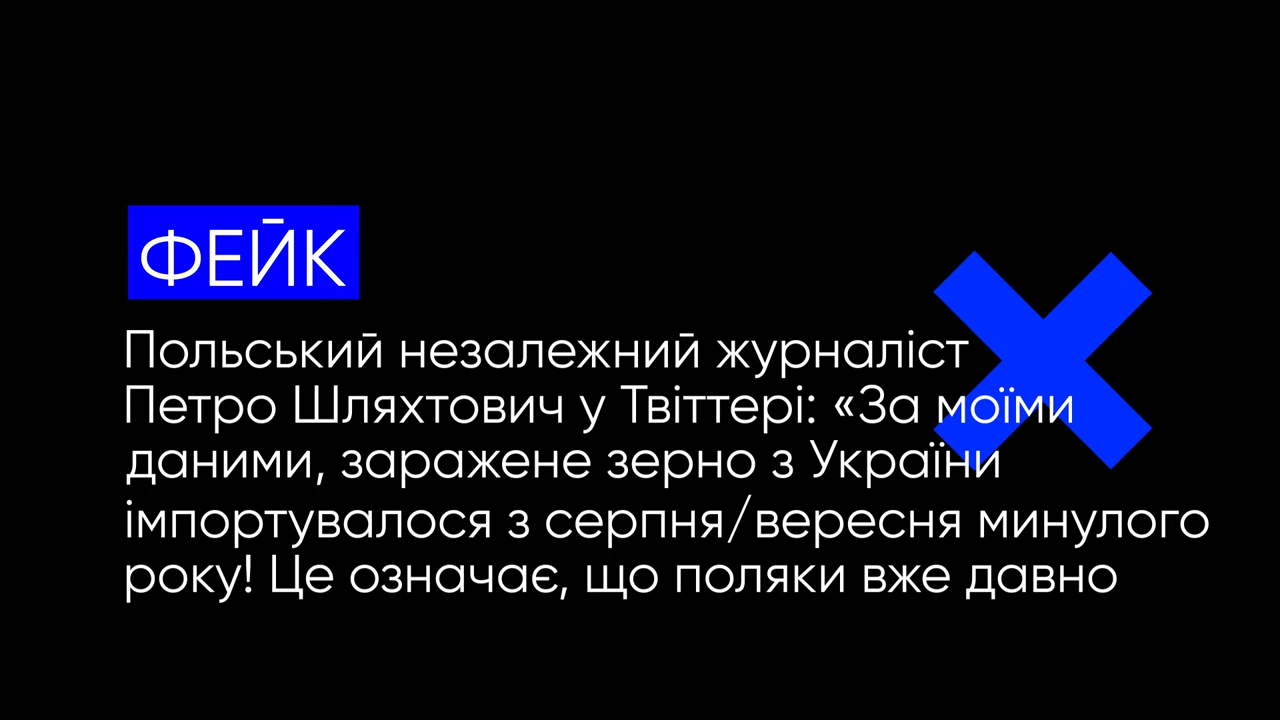 ФЕЙК
Польський незалежний журналіст
Петро Шляхтович у Твіттері: «За моїми
даними, заражене зерно з України
імпортувалося з серпня/вересня минулого
року! Це означає, що поляки вже давно